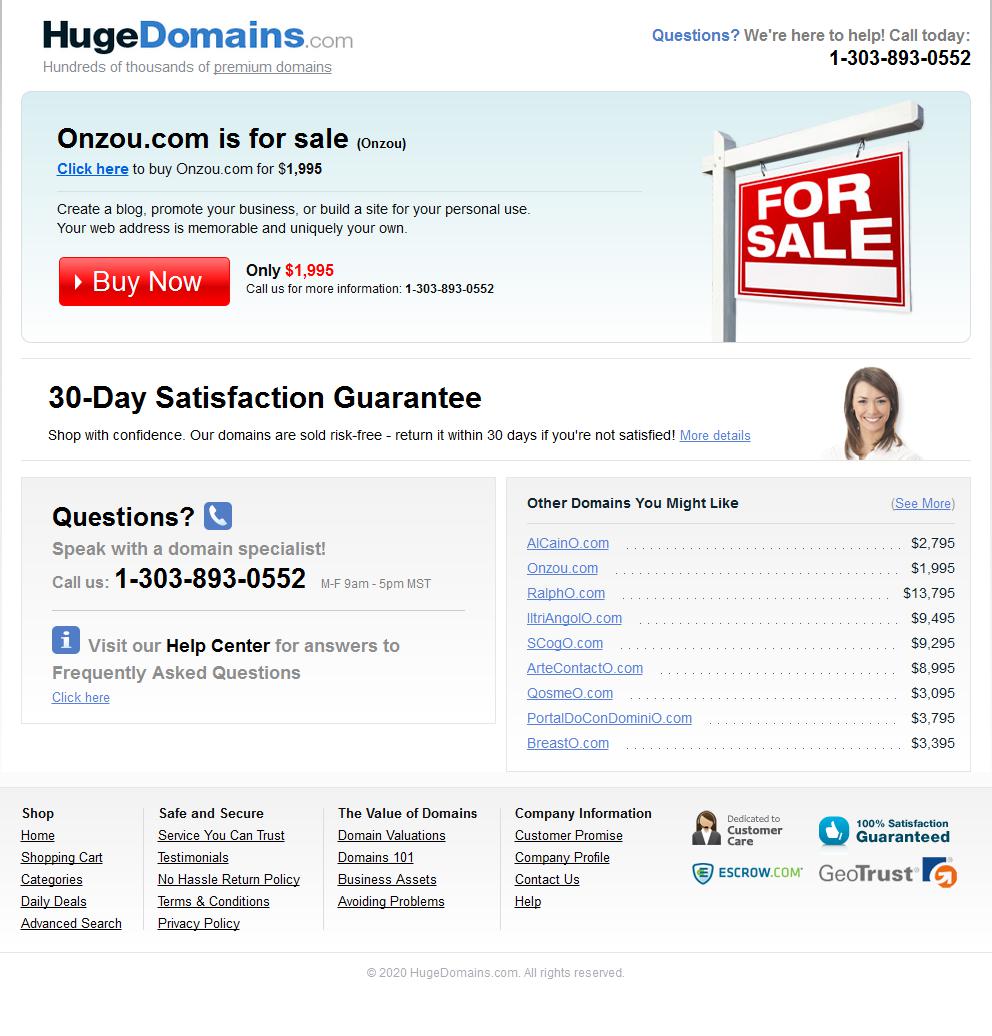 HugeDomains.com
Hundreds of thousands of premium domains
Questions? We're here to help! Call today:
1-303-893-0552
Onzou.com is for sale (Onzou)
Click here to buy Onzou.com for $1,995
Create a blog, promote your business, or build a site for your personal use.
Your web address is memorable and uniquely your own.
Buy Now
Only $1,995
Call us for more information: 1-303-893-0552
FOR
SALE
30-Day Satisfaction Guarantee
Shop with confidence. Our domains are sold risk-free - return it within 30 days if you're not satisfied! More details
Questions?
Speak with a domain specialist!
Call us: 1-303-893-0552 M-F 9am - 5pm MST
Visit our Help Center for answers to
Frequently Asked Questions
Click here
Other Domains You Might Like (See More)
AlCainO.com $2,795
Onzou.com $1,995
RalphO.com $13,795
IltriAngolO.com $9,495
SCogO.com $9,295
ArteContactO.com $8,995
QosmeO.com $3,095
PortalDoConDominiO.com $3,795
BreastO.com $3,395
Shop
Home
Shopping Cart
Categories
Daily Deals
Advanced Search
Safe and Secure
Service You Can Trust
Testimonials
No Hassle Return Policy
Terms & Conditions
Privacy Policy
The Value of Domains
Domain Valuations
Domains 101
Business Assets
Avoiding Problems
Company Information
Customer Promise
Company Profile
Contact Us
Help
Dedicated to
Customer
Care
100% Satisfaction
Guaranteed
ESCROW.COM
GeoTrust
© 2020 HugeDomains.com. All rights reserved.